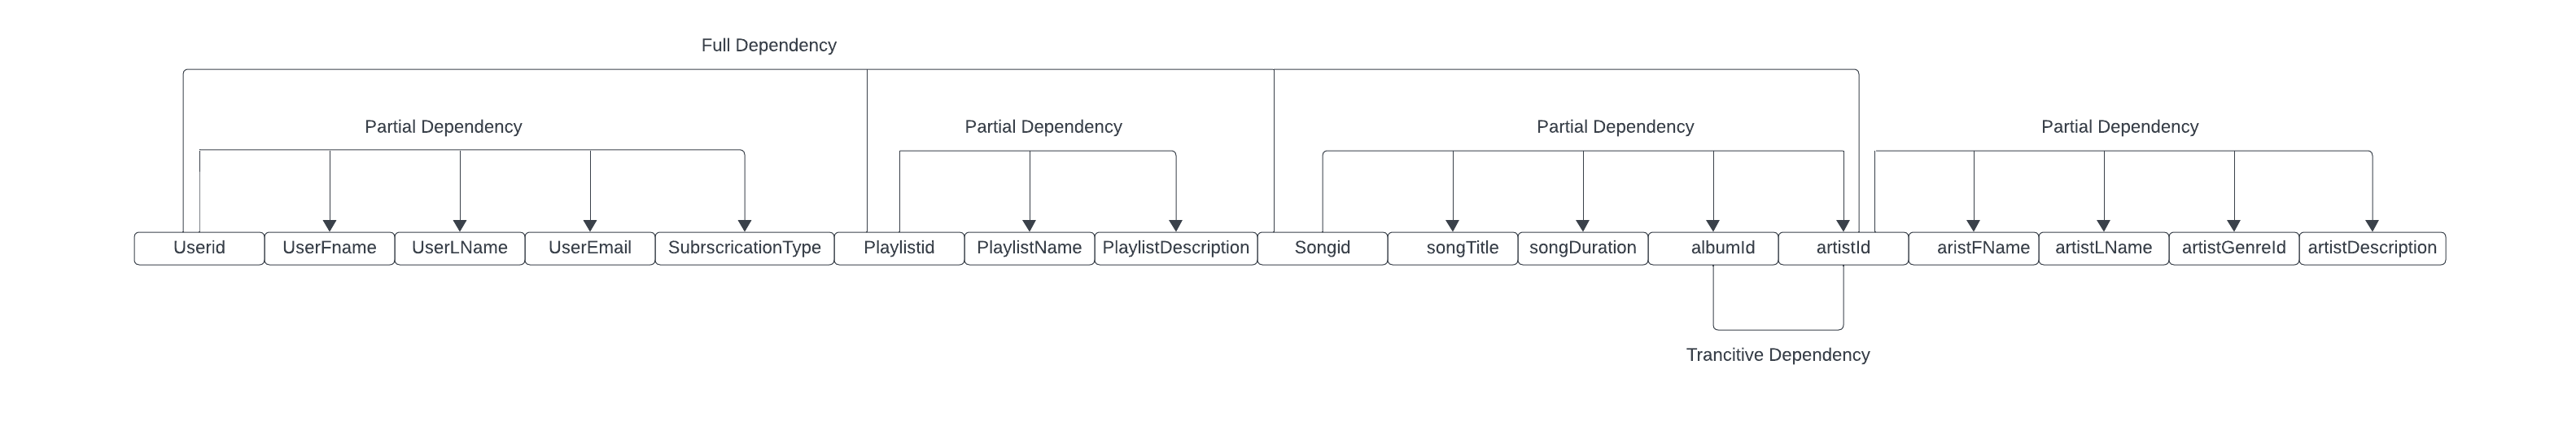 Full Dependency
Partial Dependency Partial Dependency Partial Dependency Partial Dependency
Userid UserFname UserLName UserEmail SubrscricationType Playlistid PlaylistName PlaylistDescription Songid songTitle songDuration albumId artistId aristFName artistLName artistGenreId artistDescription
Trancitive Dependency